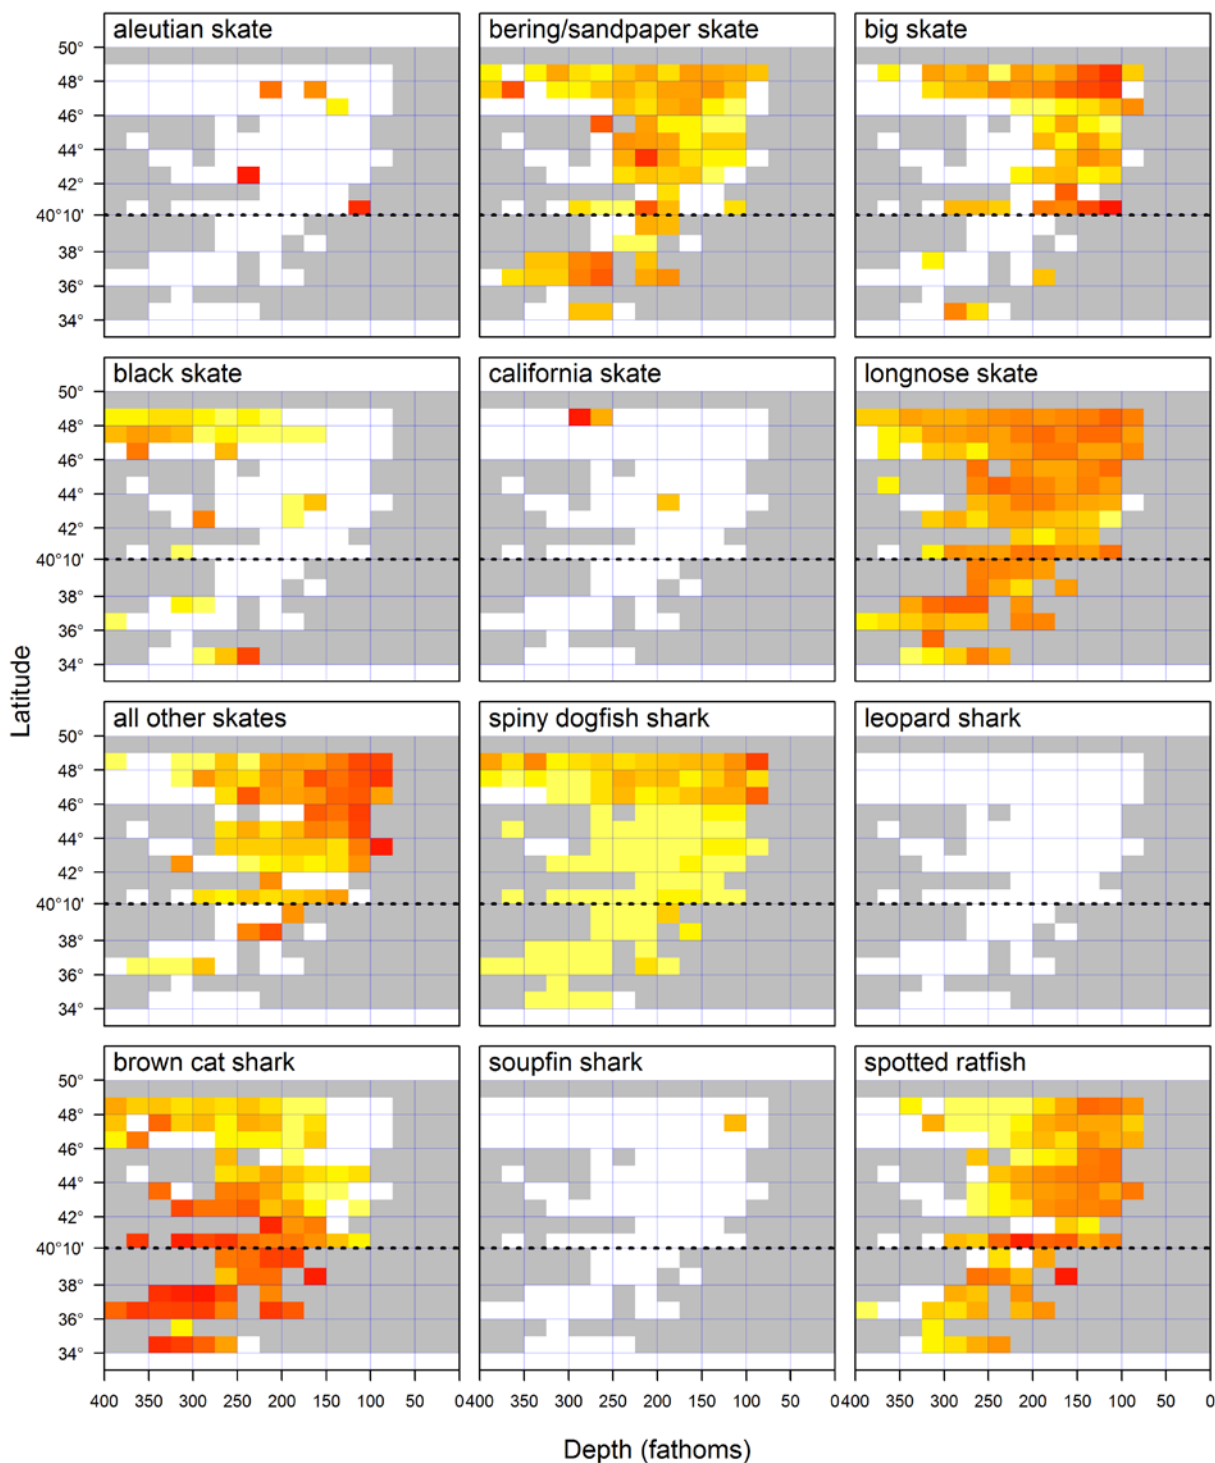 aleutian skate
bering/sandpaper skate
big skate
50°
48°
46°
44°
42°
40°10'
38°
36°
34°
black skate
california skate
longnose skate
50°
48°
46°
44°
42°
40°10'
38°
36°
34°
Latitude
all other skates
spiny dogfish shark
leopard shark
50°
48°
46°
44°
42°
40°10'
38°
36°
34°
brown cat shark
soupfin shark
spotted ratfish
50°
48°
46°
44°
42°
40°10'
38°
36°
34°
400 350 300 250 200 150 100 50 0
400 350 300 250 200 150 100 50 0
400 350 300 250 200 150 100 50 0
Depth (fathoms)